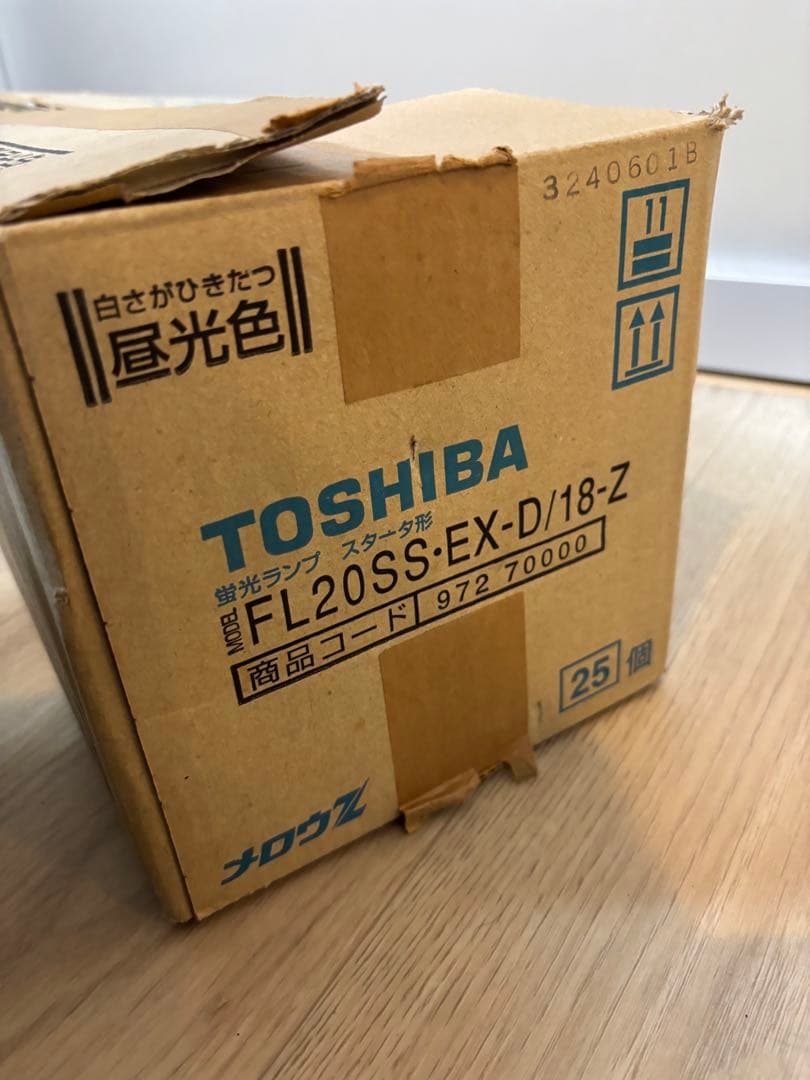 3240601B
11
白さがひきだつ
昼光色
TOSHIBA
蛍光ランプ スタータ形
MODEL FL20SS・EX-D/18-Z
商品コード 972 70000
25 個
メロウZ